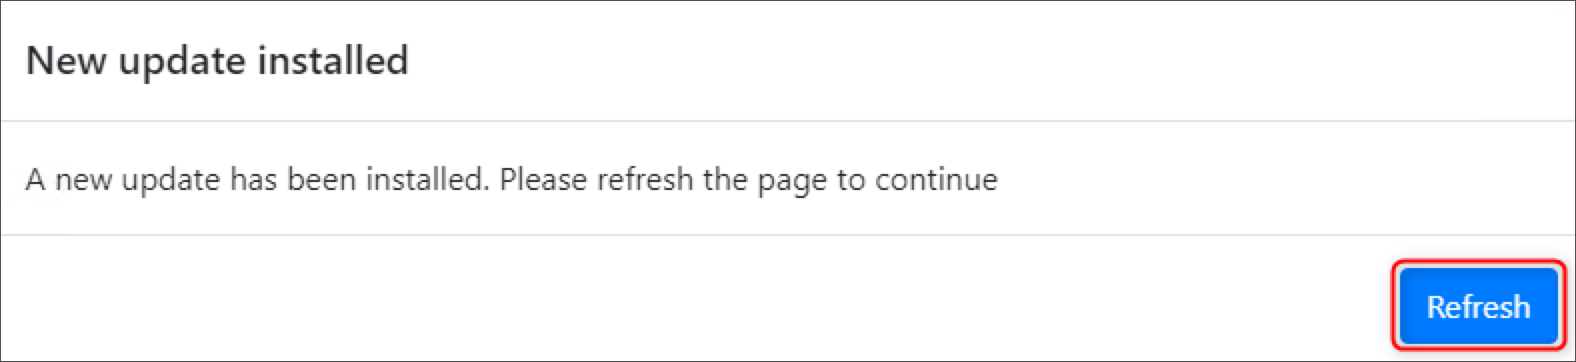 New update installed
A new update has been installed. Please refresh the page to continue
Refresh